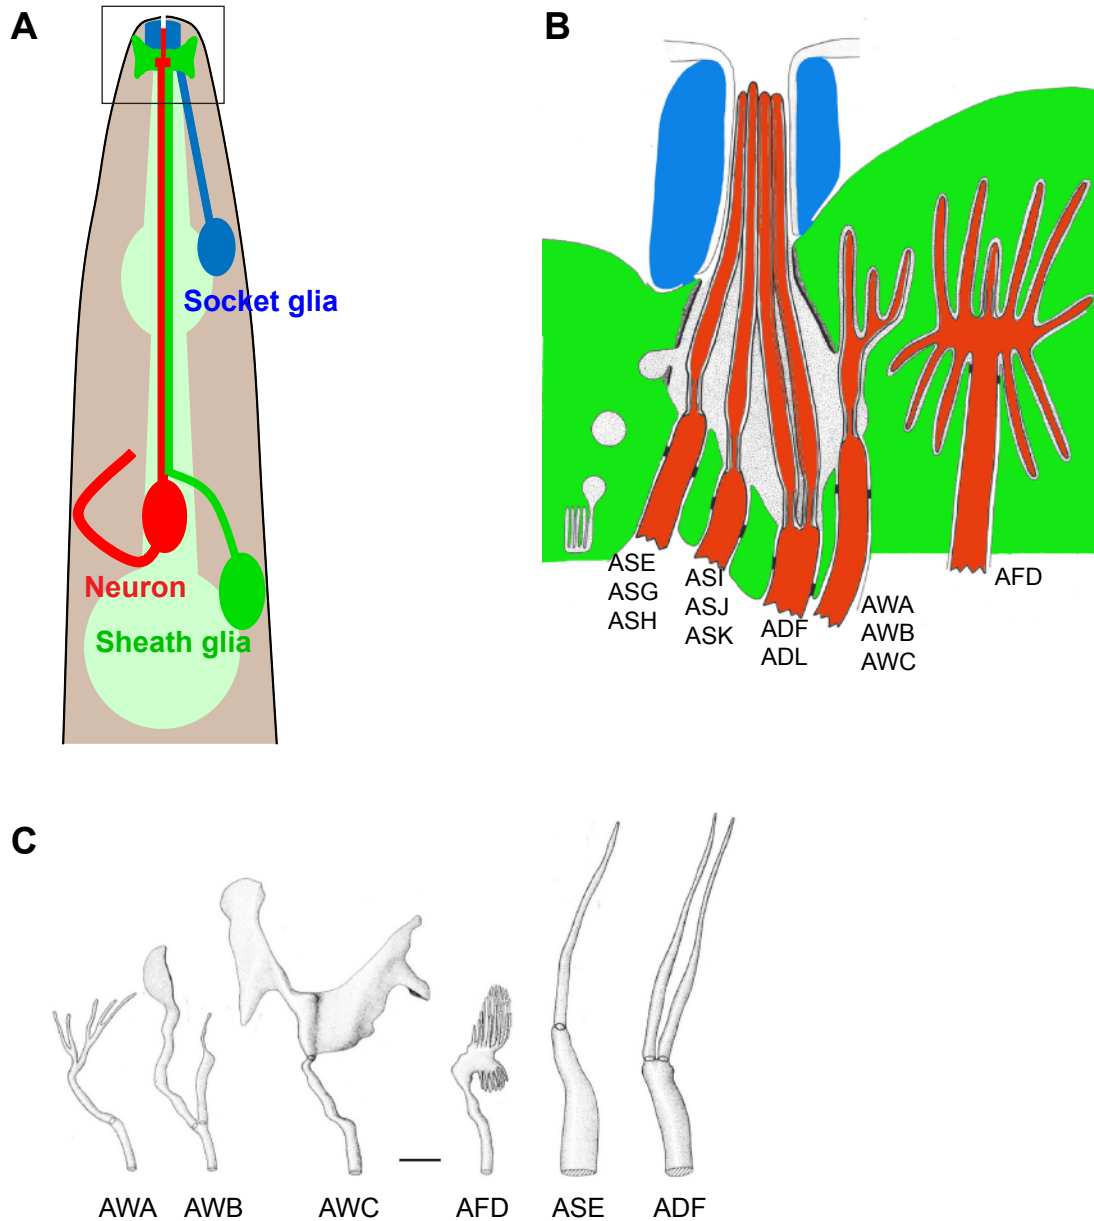 A
B
Socket glia
Neuron
Sheath glia
ASE
ASG
ASH
ASI
ASJ
ASK
ADF
ADL
AWA
AWB
AWC
AFD
C
AWA
AWB
AWC
AFD
ASE
ADF